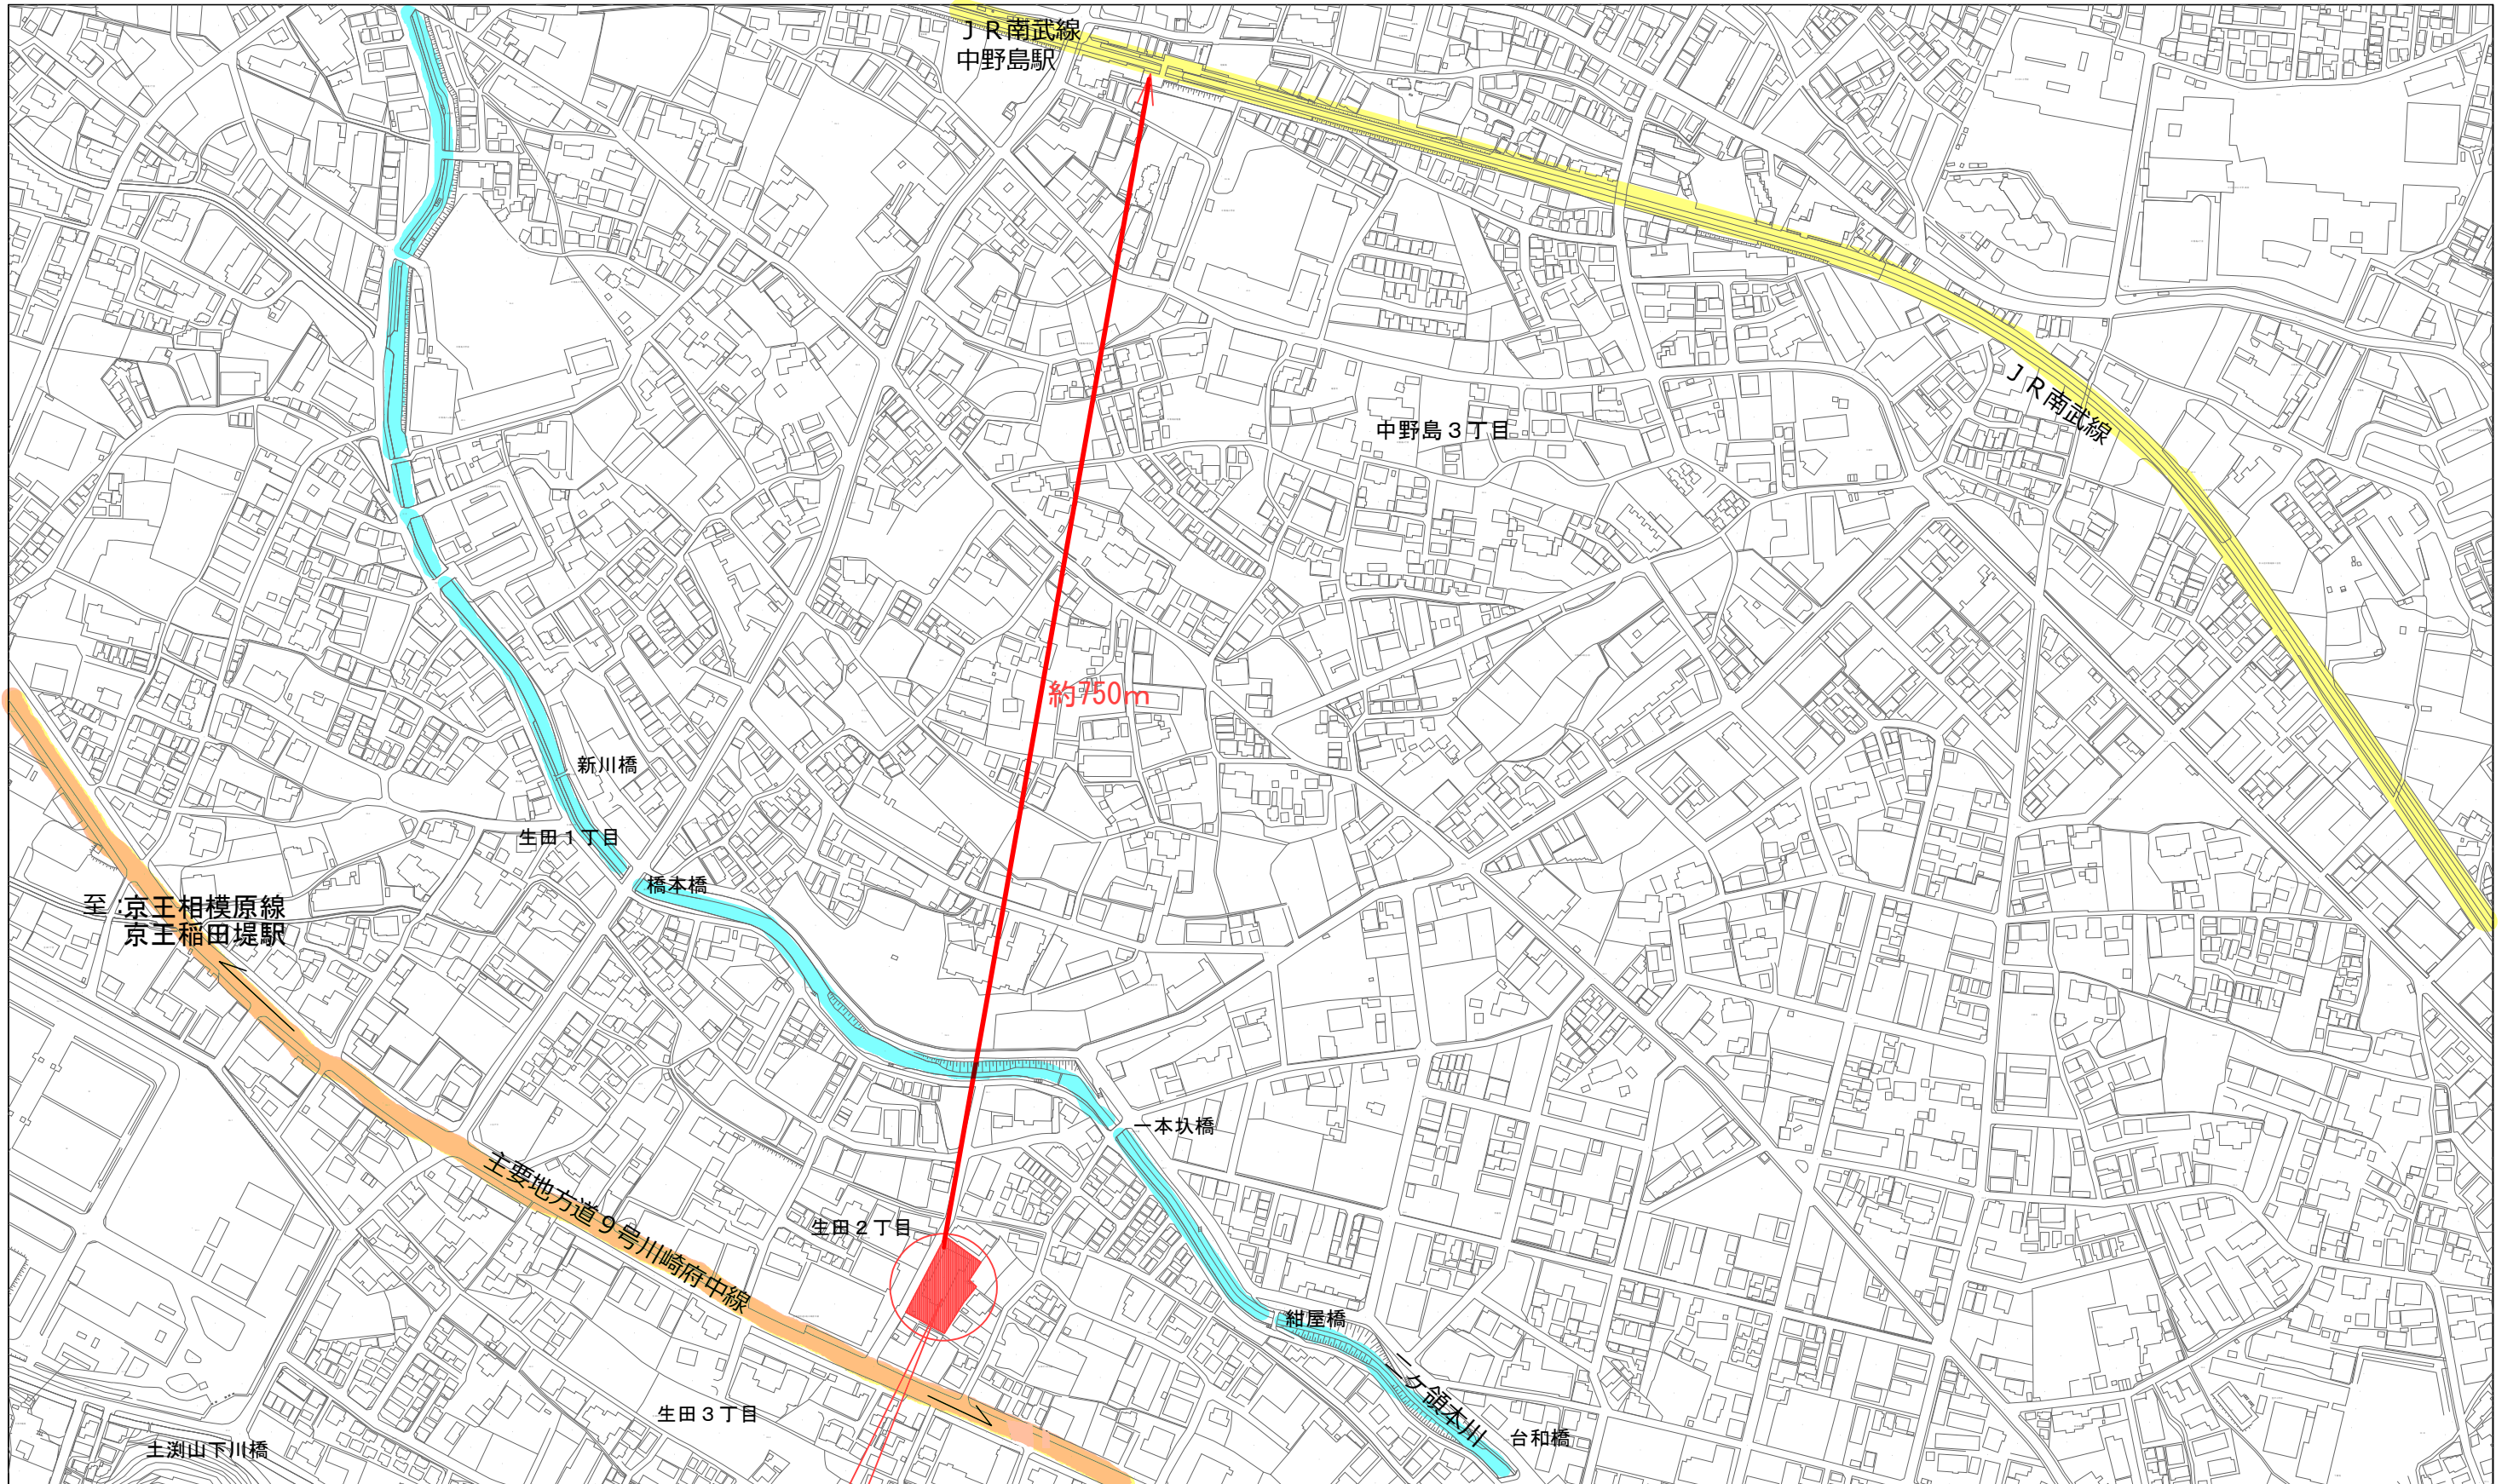 ＪＲ南武線
中野島駅
ＪＲ南武線
中野島３丁目
約750m
新川橋
生田１丁目
橋本橋
至：京王相模原線
京王稲田堤駅
一本圦橋
主要地方道９号川崎府中線
生田２丁目
紺屋橋
二ケ領本川
生田３丁目
台和橋
土渕山下川橋